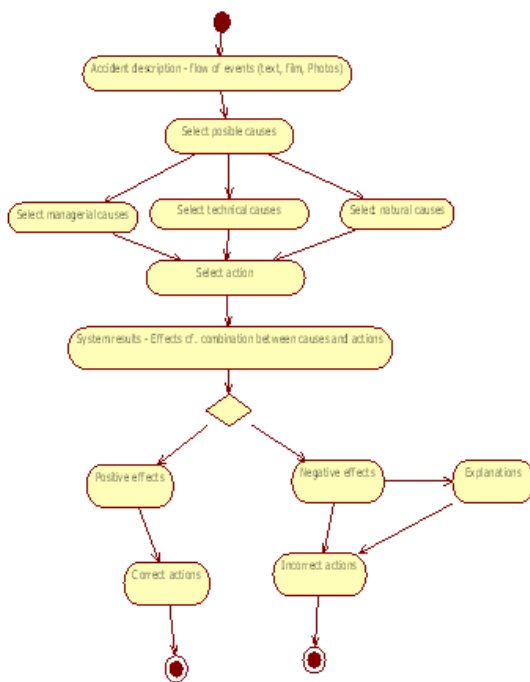 Accident description - flow of events (text, film, Photos)
Select posible causes
Select managerial causes
Select technical causes
Select natural causes
Select action
System results - Effects cf. combination between causes and actions
Positive effects
Negative effects
Explanations
Correct actions
Incorrect actions